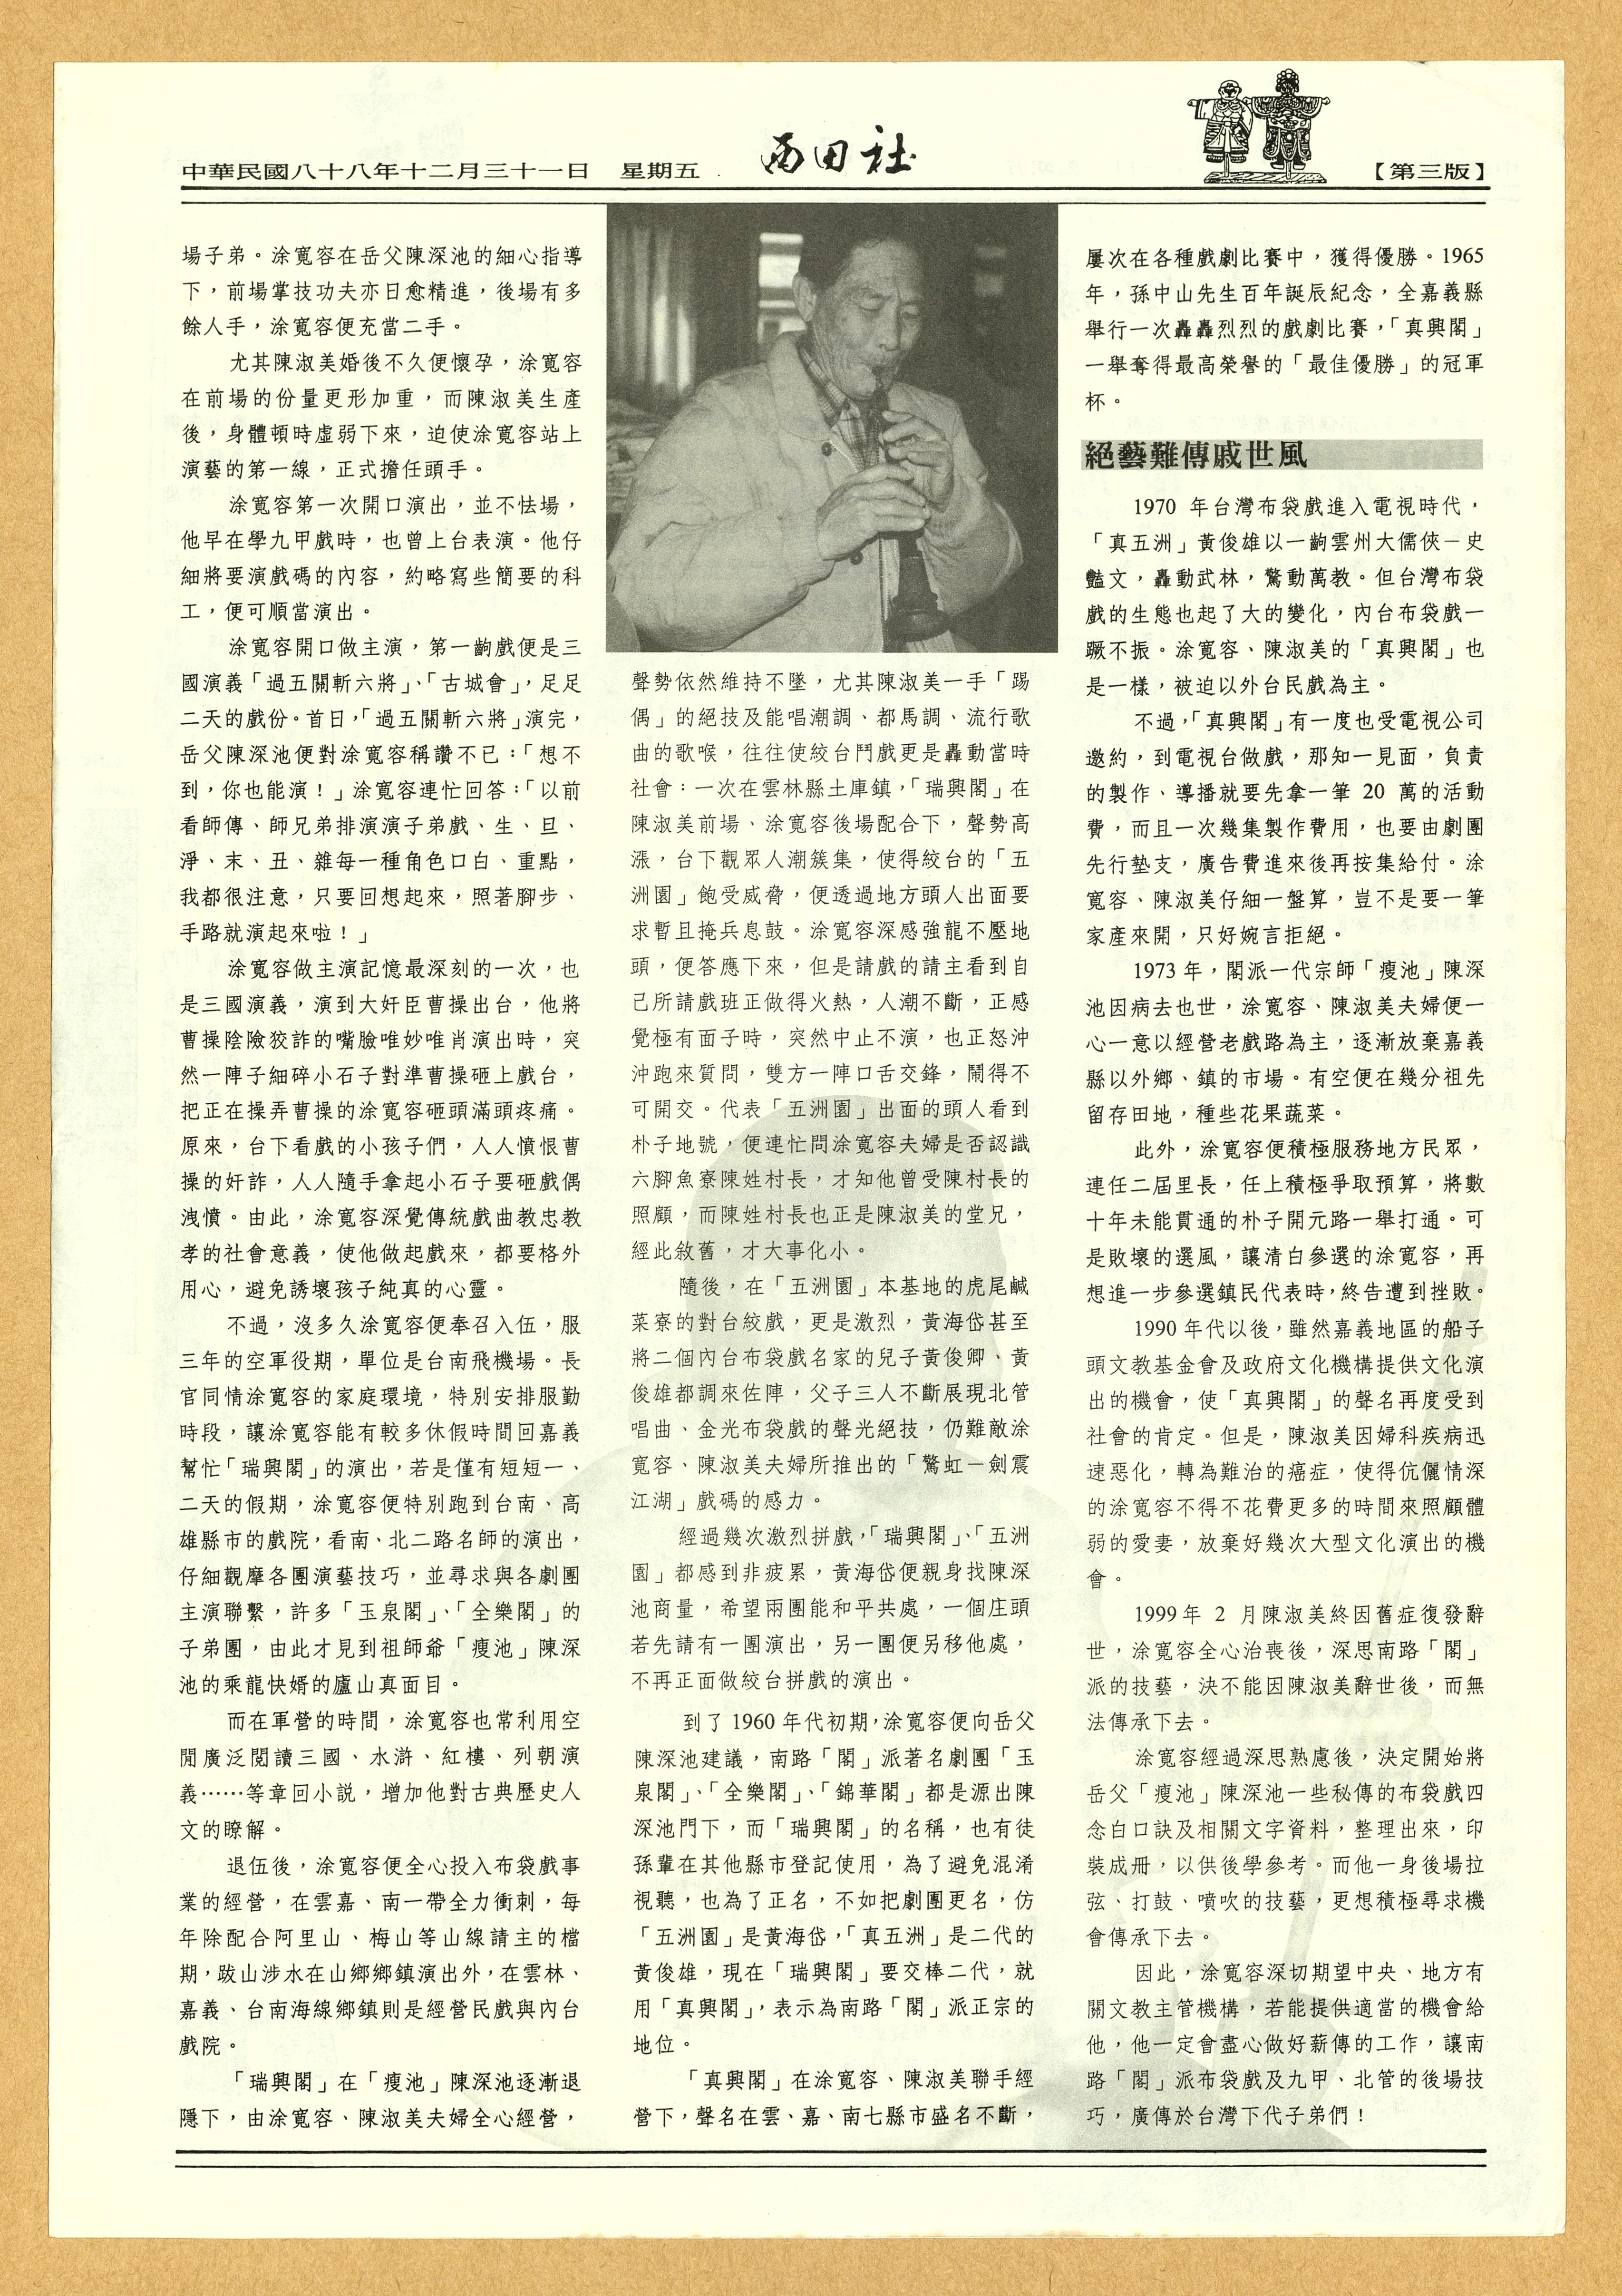 中華民國八十八年十二月三十一日　星期五
西田社
【第三版】
場子弟。涂寬容在岳父陳深池的細心指導
下，前場掌技功夫亦日愈精進，後場有多
餘人手，涂寬容便充當二手。
尤其陳淑美婚後不久便懷孕，涂寬容
在前場的份量更形加重，而陳淑美生產
後，身體頓時虛弱下來，迫使涂寬容站上
演藝的第一線，正式擔任頭手。
涂寬容第一次開口演出，並不怯場，
他早在學九甲戲時，也曾上台表演。他仔
細將要演戲碼的內容，約略寫些簡要的科
工，便可順當演出。
涂寬容開口做主演，第一齣戲便是三
國演義「過五關斬六將」、「古城會」，足足
二天的戲份。首日，「過五關斬六將」演完，
岳父陳深池便對涂寬容稱讚不已：「想不
到，你也能演！」涂寬容連忙回答：「以前
看師傅、師兄弟排演演子弟戲、生、旦、
淨、末、丑、雜每一種角色口白、重點，
我都很注意，只要回想起來，照著腳步、
手路就演起來啦！」
涂寬容做主演記憶最深刻的一次，也
是三國演義，演到大奸臣曹操出台，他將
曹操陰險狡詐的嘴臉唯妙唯肖演出時，突
然一陣子細碎小石子對準曹操砸上戲台，
把正在操弄曹操的涂寬容砸頭滿頭疼痛。
原來，台下看戲的小孩子們，人人憤恨曹
操的奸詐，人人隨手拿起小石子要砸戲偶
洩憤。由此，涂寬容深覺傳統戲曲教忠教
孝的社會意義，使他做起戲來，都要格外
用心，避免誘壞孩子純真的心靈。
不過，沒多久涂寬容便奉召入伍，服
三年的空軍役期，單位是台南飛機場。長
官同情涂寬容的家庭環境，特別安排服勤
時段，讓涂寬容能有較多休假時間回嘉義
幫忙「瑞興閣」的演出，若是僅有短短一、
二天的假期，涂寬容便特別跑到台南、高
雄縣市的戲院，看南、北二路名師的演出，
仔細觀摩各團演藝技巧，並尋求與各劇團
主演聯繫，許多「玉泉閣」、「全樂閣」的
子弟團，由此才見到祖師爺「瘦池」陳深
池的乘龍快婿的廬山真面目。
而在軍營的時間，涂寬容也常利用空
閒廣泛閱讀三國、水滸、紅樓、列朝演
義……等章回小說，增加他對古典歷史人
文的瞭解。
退伍後，涂寬容便全心投入布袋戲事
業的經營，在雲嘉、南一帶全力衝刺，每
年除配合阿里山、梅山等山線請主的檔
期，跋山涉水在山鄉鄉鎮演出外，在雲林、
嘉義、台南海線鄉鎮則是經營民戲與內台
戲院。
「瑞興閣」在「瘦池」陳深池逐漸退
隱下，由涂寬容、陳淑美夫婦全心經營，
聲勢依然維持不墜，尤其陳淑美一手「踢
偶」的絕技及能唱潮調、都馬調、流行歌
曲的歌喉，往往使絞台鬥戲更是轟動當時
社會：一次在雲林縣土庫鎮，「瑞興閣」在
陳淑美前場、涂寬容後場配合下，聲勢高
漲，台下觀眾人潮簇集，使得絞台的「五
洲園」飽受威脅，便透過地方頭人出面要
求暫且掩兵息鼓。涂寬容深感強龍不壓地
頭，便答應下來，但是請戲的請主看到自
己所請戲班正做得火熱，人潮不斷，正感
覺極有面子時，突然中止不演，也正怒沖
沖跑來質問，雙方一陣口舌交鋒，鬧得不
可開交。代表「五洲園」出面的頭人看到
朴子地號，便連忙問涂寬容夫婦是否認識
六腳魚寮陳姓村長，才知他曾受陳村長的
照顧，而陳姓村長也正是陳淑美的堂兄，
經此敘舊，才大事化小。
隨後，在「五洲園」本基地的虎尾鹹
菜寮的對台絞戲，更是激烈，黃海岱甚至
將二個內台布袋戲名家的兒子黃俊卿、黃
俊雄都調來佐陣，父子三人不斷展現北管
唱曲、金光布袋戲的聲光絕技，仍難敵涂
寬容、陳淑美夫婦所推出的「驚虹一劍震
江湖」戲碼的感力。
經過幾次激烈拼戲，「瑞興閣」、「五洲
園」都感到非疲累，黃海岱便親身找陳深
池商量，希望兩團能和平共處，一個庄頭
若先請有一團演出，另一團便另移他處，
不再正面做絞台拼戲的演出。
到了 1960 年代初期，涂寬容便向岳父
陳深池建議，南路「閣」派著名劇團「玉
泉閣」、「全樂閣」、「錦華閣」都是源出陳
深池門下，而「瑞興閣」的名稱，也有徒
孫輩在其他縣市登記使用，為了避免混淆
視聽，也為了正名，不如把劇團更名，仿
「五洲園」是黃海岱，「真五洲」是二代的
黃俊雄，現在「瑞興閣」要交棒二代，就
用「真興閣」，表示為南路「閣」派正宗的
地位。
「真興閣」在涂寬容、陳淑美聯手經
營下，聲名在雲、嘉、南七縣市盛名不斷，
屢次在各種戲劇比賽中，獲得優勝。1965
年，孫中山先生百年誕辰紀念，全嘉義縣
舉行一次轟轟烈烈的戲劇比賽，「真興閣」
一舉奪得最高榮譽的「最佳優勝」的冠軍
杯。
絕藝難傳戚世風
1970 年台灣布袋戲進入電視時代，
「真五洲」黃俊雄以一齣雲州大儒俠－史
豔文，轟動武林，驚動萬教。但台灣布袋
戲的生態也起了大的變化，內台布袋戲一
蹶不振。涂寬容、陳淑美的「真興閣」也
是一樣，被迫以外台民戲為主。
不過，「真興閣」有一度也受電視公司
邀約，到電視台做戲，那知一見面，負責
的製作、導播就要先拿一筆 20 萬的活動
費，而且一次幾集製作費用，也要由劇團
先行墊支，廣告費進來後再按集給付。涂
寬容、陳淑美仔細一盤算，豈不是要一筆
家產來開，只好婉言拒絕。
1973 年，閣派一代宗師「瘦池」陳深
池因病去也世，涂寬容、陳淑美夫婦便一
心一意以經營老戲路為主，逐漸放棄嘉義
縣以外鄉、鎮的市場。有空便在幾分祖先
留存田地，種些花果蔬菜。
此外，涂寬容便積極服務地方民眾，
連任二屆里長，任上積極爭取預算，將數
十年未能貫通的朴子開元路一舉打通。可
是敗壞的選風，讓清白參選的涂寬容，再
想進一步參選鎮民代表時，終告遭到挫敗。
1990 年代以後，雖然嘉義地區的船仔
頭文教基金會及政府文化機構提供文化演
出的機會，使「真興閣」的聲名再度受到
社會的肯定。但是，陳淑美因婦科疾病迅
速惡化，轉為難治的癌症，使得伉儷情深
的涂寬容不得不花費更多的時間來照顧體
弱的愛妻，放棄好幾次大型文化演出的機
會。
1999 年 2 月陳淑美終因舊症復發辭
世，涂寬容全心治喪後，深思南路「閣」
派的技藝，決不能因陳淑美辭世後，而無
法傳承下去。
涂寬容經過深思熟慮後，決定開始將
岳父「瘦池」陳深池一些秘傳的布袋戲四
念白口訣及相關文字資料，整理出來，印
裝成冊，以供後學參考。而他一身後場拉
弦、打鼓、噴吹的技藝，更想積極尋求機
會傳承下去。
因此，涂寬容深切期望中央、地方有
關文教主管機構，若能提供適當的機會給
他，他一定會盡心做好薪傳的工作，讓南
路「閣」派布袋戲及九甲、北管的後場技
巧，廣傳於台灣下代子弟們！